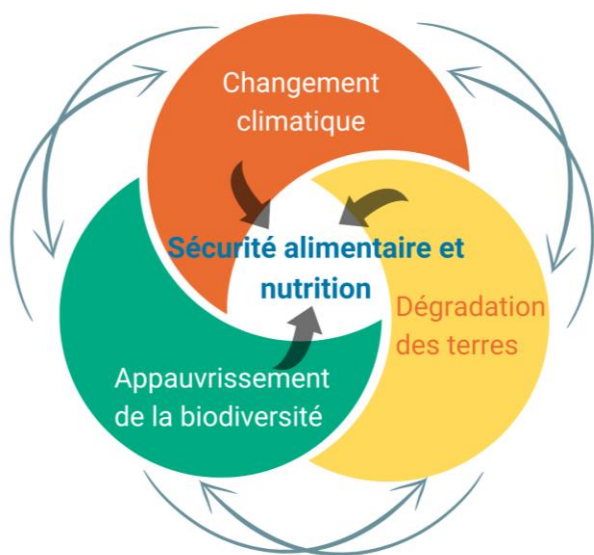 Changement
climatique
Sécurité alimentaire et
nutrition
Dégradation
des terres
Appauvrissement
de la biodiversité